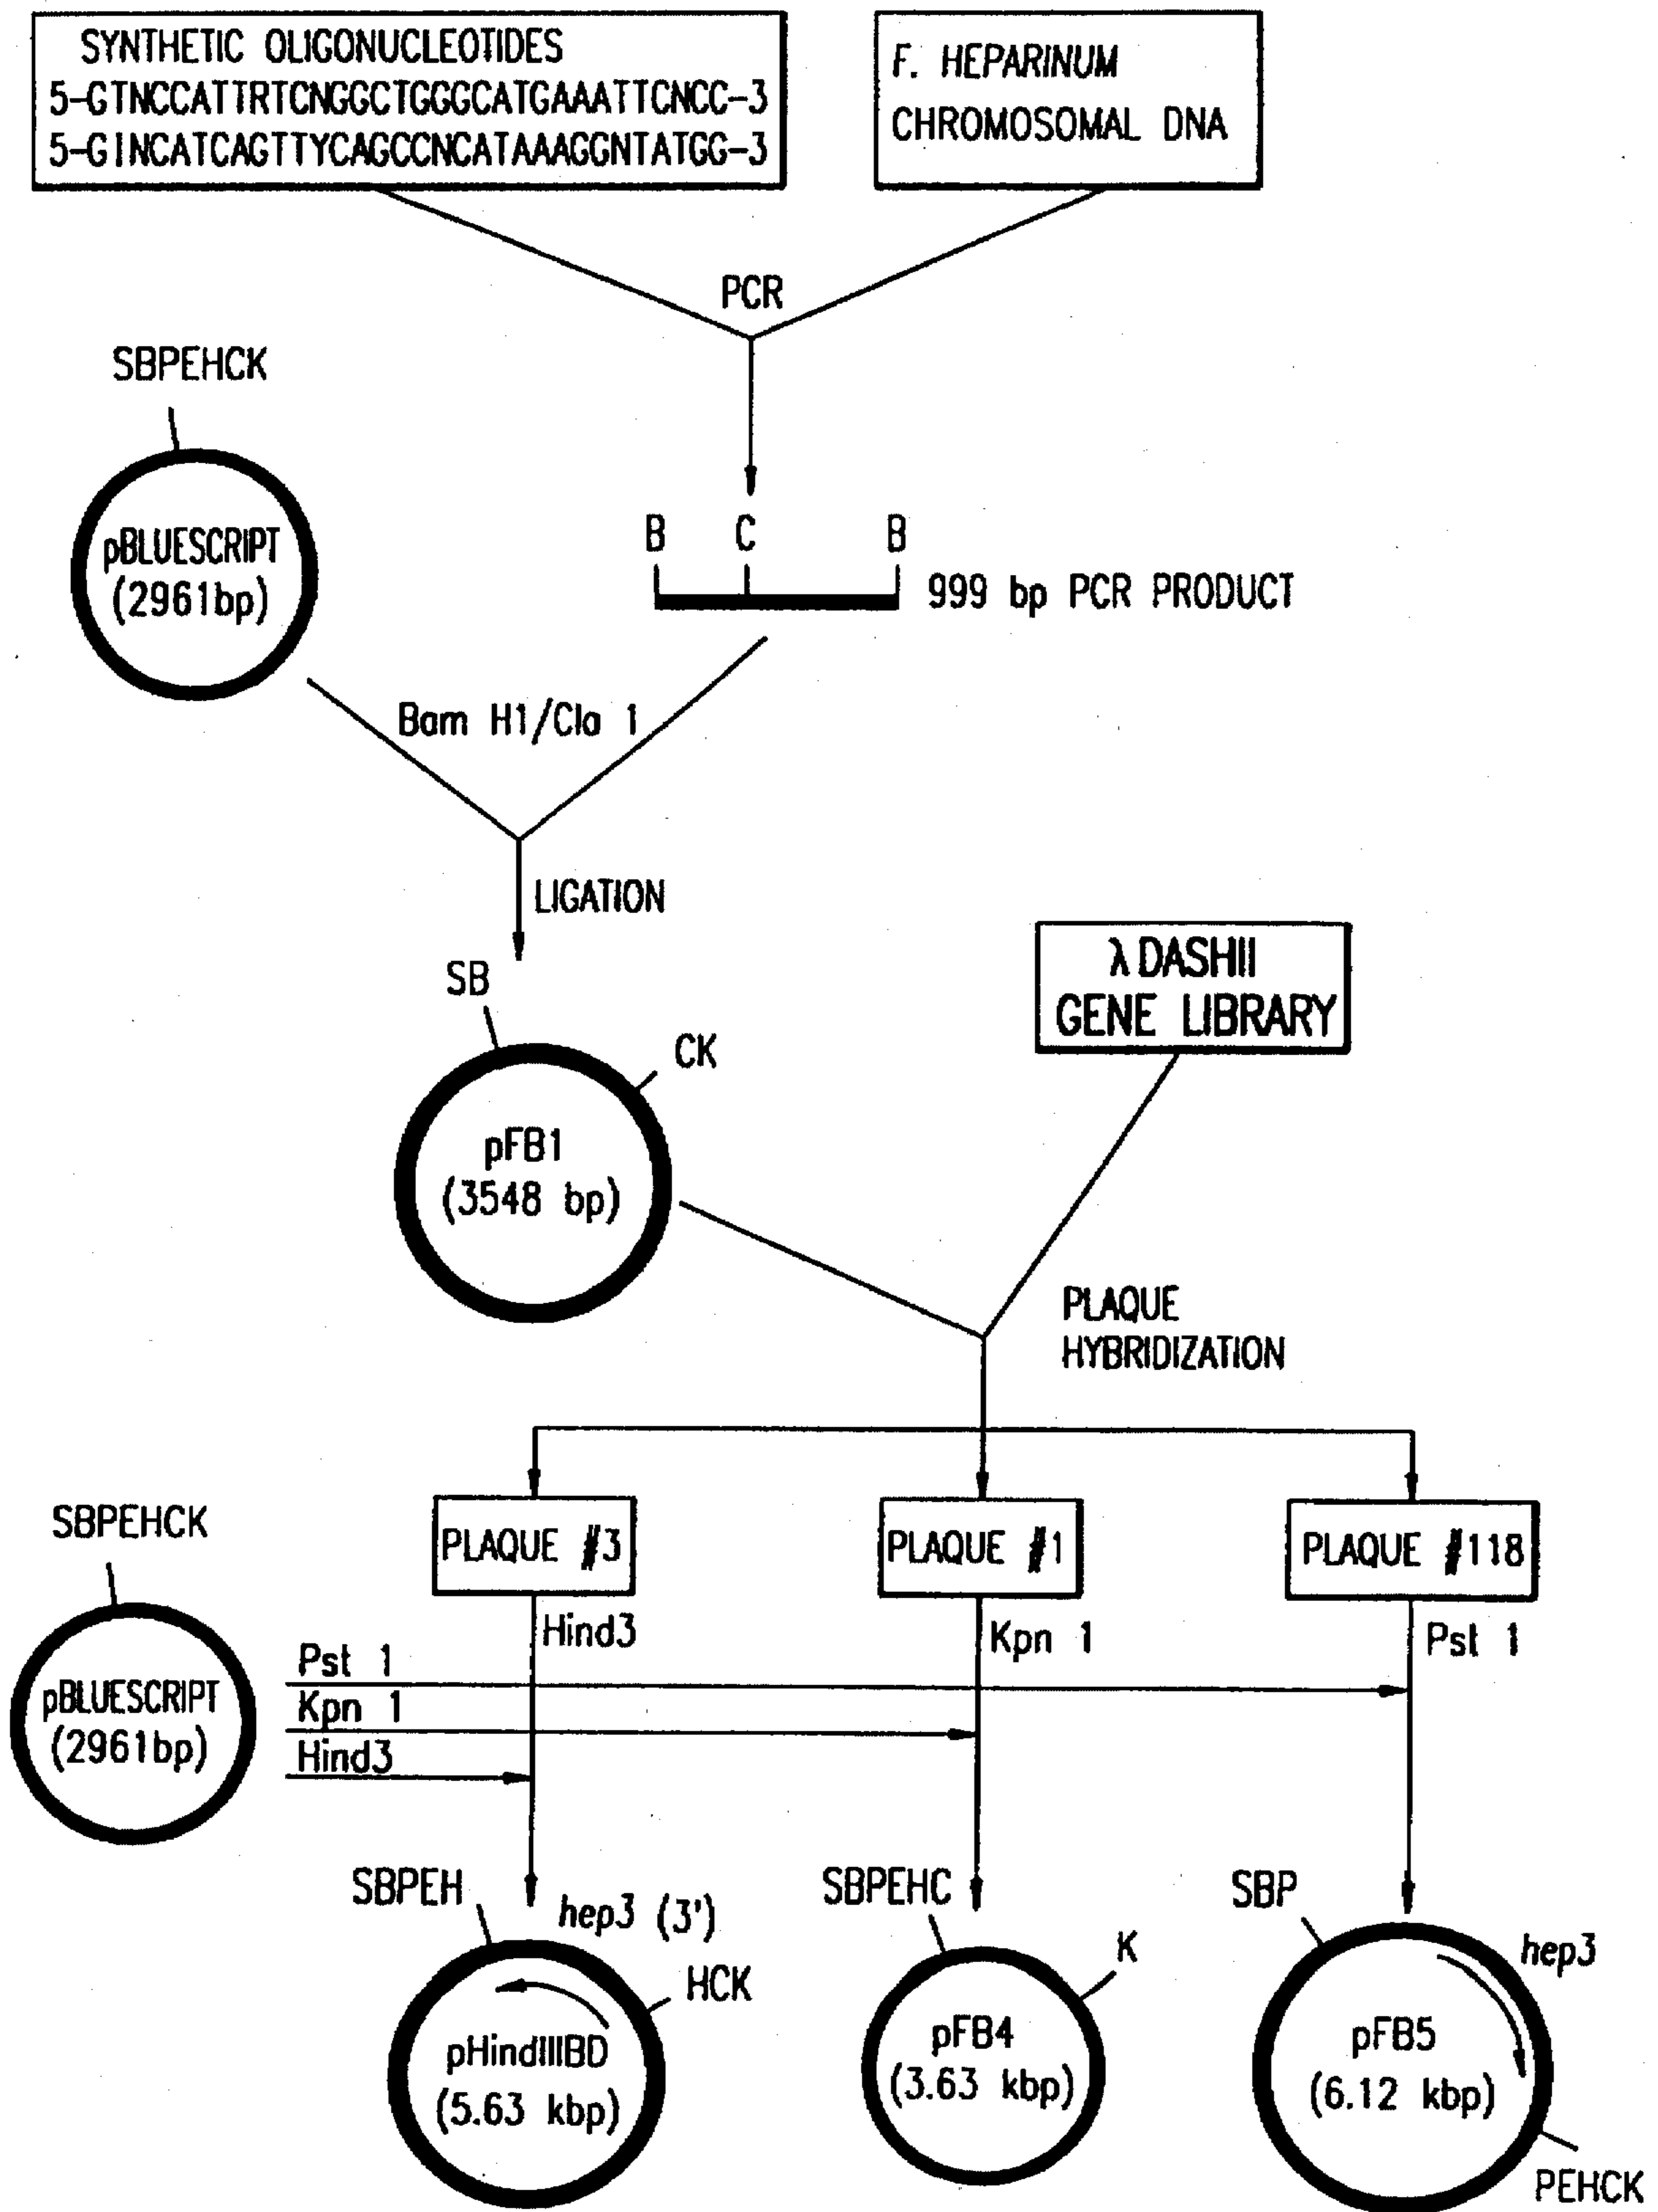 SYNTHETIC OLIGONUCLEOTIDES
5-GTNCCATTRTCNGGCTGGGCATGAAATTCNCC-3
5-GINCATCAGTTYCAGCCNCATAAAGGNTATGG-3
F. HEPARINUM
CHROMOSOMAL DNA
PCR
SBPEHCK
pBLUESCRIPT
(2961bp)
B C B
999 bp PCR PRODUCT
Bam H1/Cla 1
LIGATION
SB
CK
pFB1
(3548 bp)
λ DASHII
GENE LIBRARY
PLAQUE
HYBRIDIZATION
SBPEHCK
PLAQUE #3
PLAQUE #1
PLAQUE #118
Hind3
Kpn 1
Pst 1
pBLUESCRIPT
(2961bp)
Pst 1
Kpn 1
Hind3
SBPEH
hep3 (3')
HCK
pHindIIIBD
(5.63 kbp)
SBPEHC
K
pFB4
(3.63 kbp)
SBP
hep3
pFB5
(6.12 kbp)
PEHCK